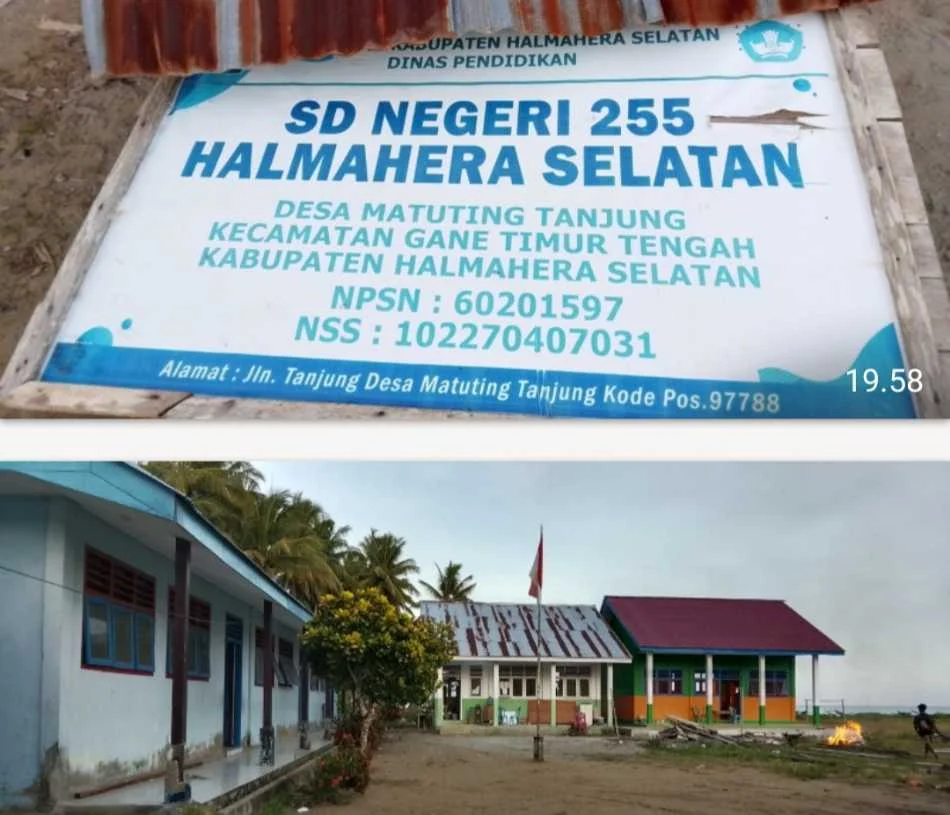 KABUPATEN HALMAHERA SELATAN
DINAS PENDIDIKAN
SD NEGERI 255
HALMAHERA SELATAN
DESA MATUTING TANJUNG
KECAMATAN GANE TIMUR TENGAH
KABUPATEN HALMAHERA SELATAN
NPSN : 60201597
NSS : 102270407031
Alamat : Jln. Tanjung Desa Matuting Tanjung Kode Pos.97788
19.58